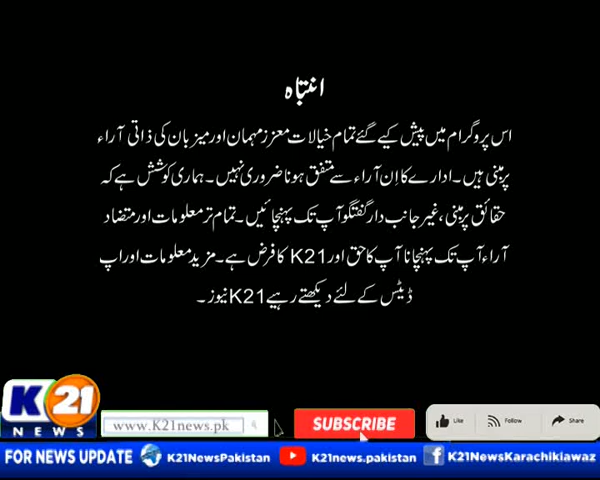 انتباہ
اس پروگرام میں پیش کیے گئے تمام خیالات معزز مہمان اور میزبان کی ذاتی آراء
پر مبنی ہیں۔ ادارے کا اِن آراء سے متفق ہونا ضروری نہیں۔ ہماری کوشش ہے کہ
حقائق پر مبنی، غیر جانب دار گفتگو آپ تک پہنچائیں۔ تمام تر معلومات اور متضاد
آراء آپ تک پہنچانا آپ کا حق اور K21 کا فرض ہے۔ مزید معلومات اور اپ
ڈیٹس کے لئے دیکھتے رہیے K21 نیوز۔
K21
NEWS
www.K21news.pk
SUBSCRIBE
Like
Follow
Share
FOR NEWS UPDATE
K21NewsPakistan
K21news.pakistan
K21NewsKarachikiawaz